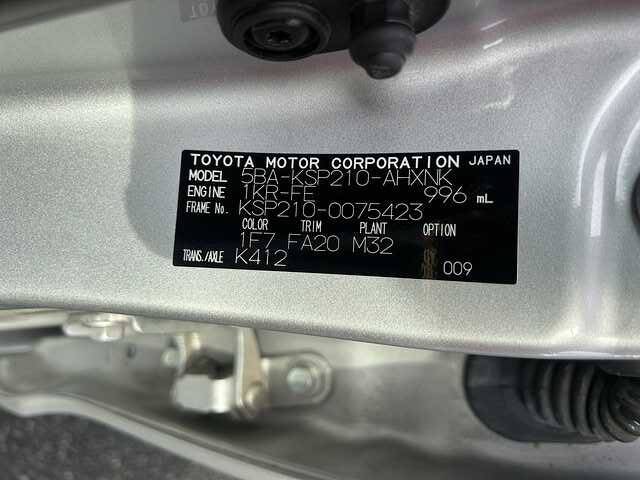 TOYOTA MOTOR CORPORATION JAPAN
MODEL 5BA-KSP210-AHXNK
ENGINE 1KR-FE 996 mL
FRAME No. KSP210-0075423
COLOR TRIM PLANT OPTION
1F7 FA20 M32
TRANS./AXLE K412
009